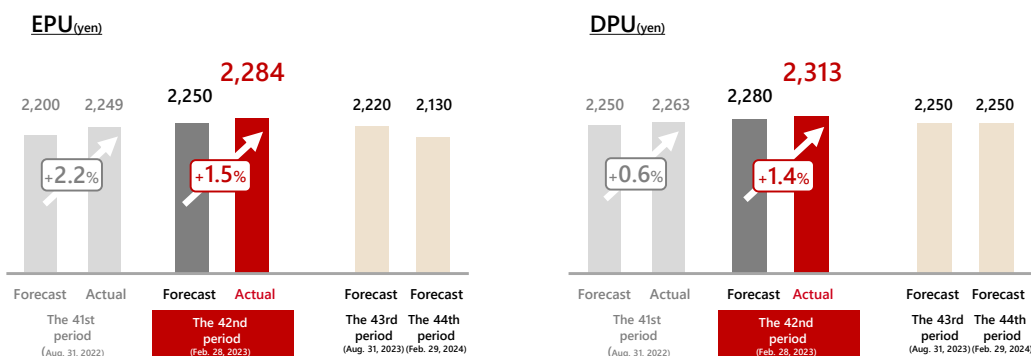 EPU(yen)
2,200
2,249
2,250
2,284
2,220
2,130
+2.2%
+1.5%
Forecast
Actual
Forecast
Actual
Forecast
Forecast
The 41st
period
(Aug. 31, 2022)
The 42nd
period
(Feb. 28, 2023)
The 43rd
period
(Aug. 31, 2023)
The 44th
period
(Feb. 29, 2024)
DPU(yen)
2,250
2,263
2,280
2,313
2,250
2,250
+0.6%
+1.4%
Forecast
Actual
Forecast
Actual
Forecast
Forecast
The 41st
period
(Aug. 31, 2022)
The 42nd
period
(Feb. 28, 2023)
The 43rd
period
(Aug. 31, 2023)
The 44th
period
(Feb. 29, 2024)